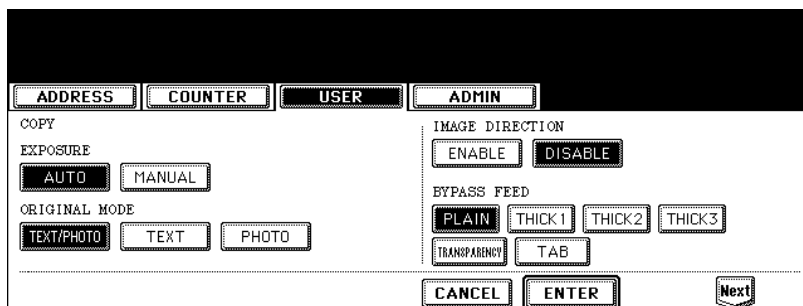 ADDRESS COUNTER USER ADMIN
COPY
EXPOSURE
AUTO MANUAL
ORIGINAL MODE
TEXT/PHOTO TEXT PHOTO
IMAGE DIRECTION
ENABLE DISABLE
BYPASS FEED
PLAIN THICK1 THICK2 THICK3
TRANSPARENCY TAB
CANCEL ENTER Next